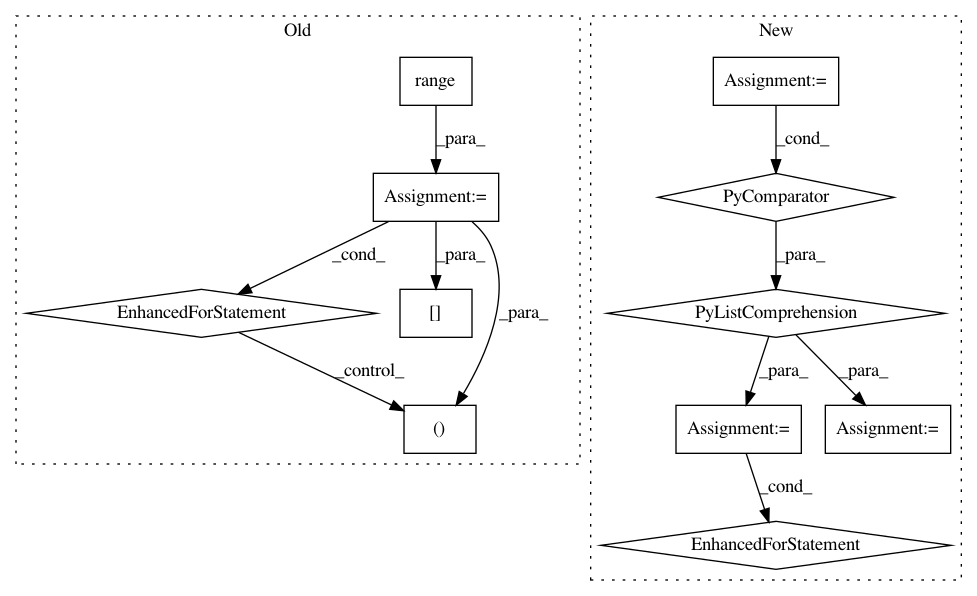 Old
range
_para_
Assignment:=
_cond_
_para_
_para_
EnhancedForStatement
[]
_control_
()
New
Assignment:=
_cond_
PyComparator
_para_
PyListComprehension
_para_
_para_
Assignment:=
Assignment:=
_cond_
EnhancedForStatement